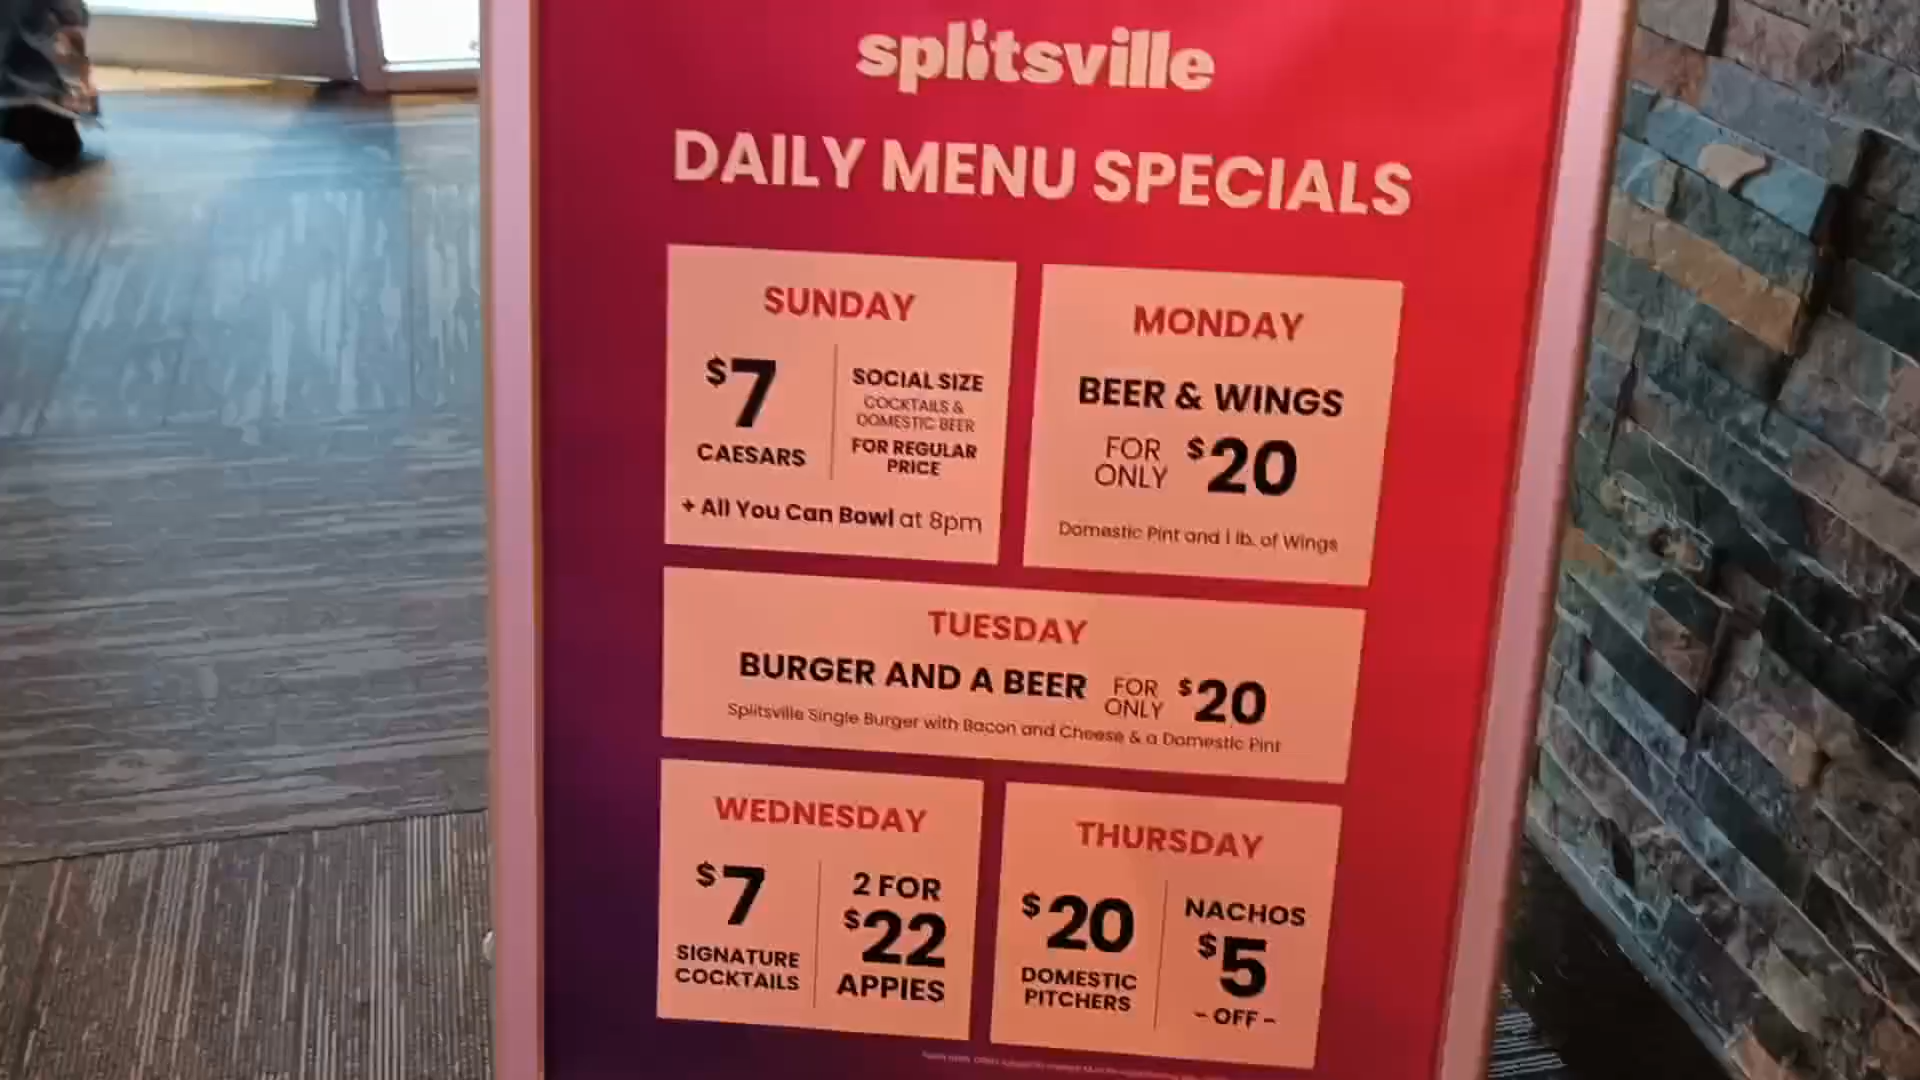 splitsville
DAILY MENU SPECIALS
SUNDAY
$7
CAESARS
SOCIAL SIZE
COCKTAILS &
DOMESTIC BEER
FOR REGULAR
PRICE
+ All You Can Bowl at 8pm
MONDAY
BEER & WINGS
FOR
ONLY
$20
Domestic Pint and 1 lb. of Wings
TUESDAY
BURGER AND A BEER
FOR
ONLY
$20
Splitsville Single Burger with Bacon and Cheese & a Domestic Pint
WEDNESDAY
$7
SIGNATURE
COCKTAILS
2 FOR
$22
APPIES
THURSDAY
$20
DOMESTIC
PITCHERS
NACHOS
$5
- OFF -